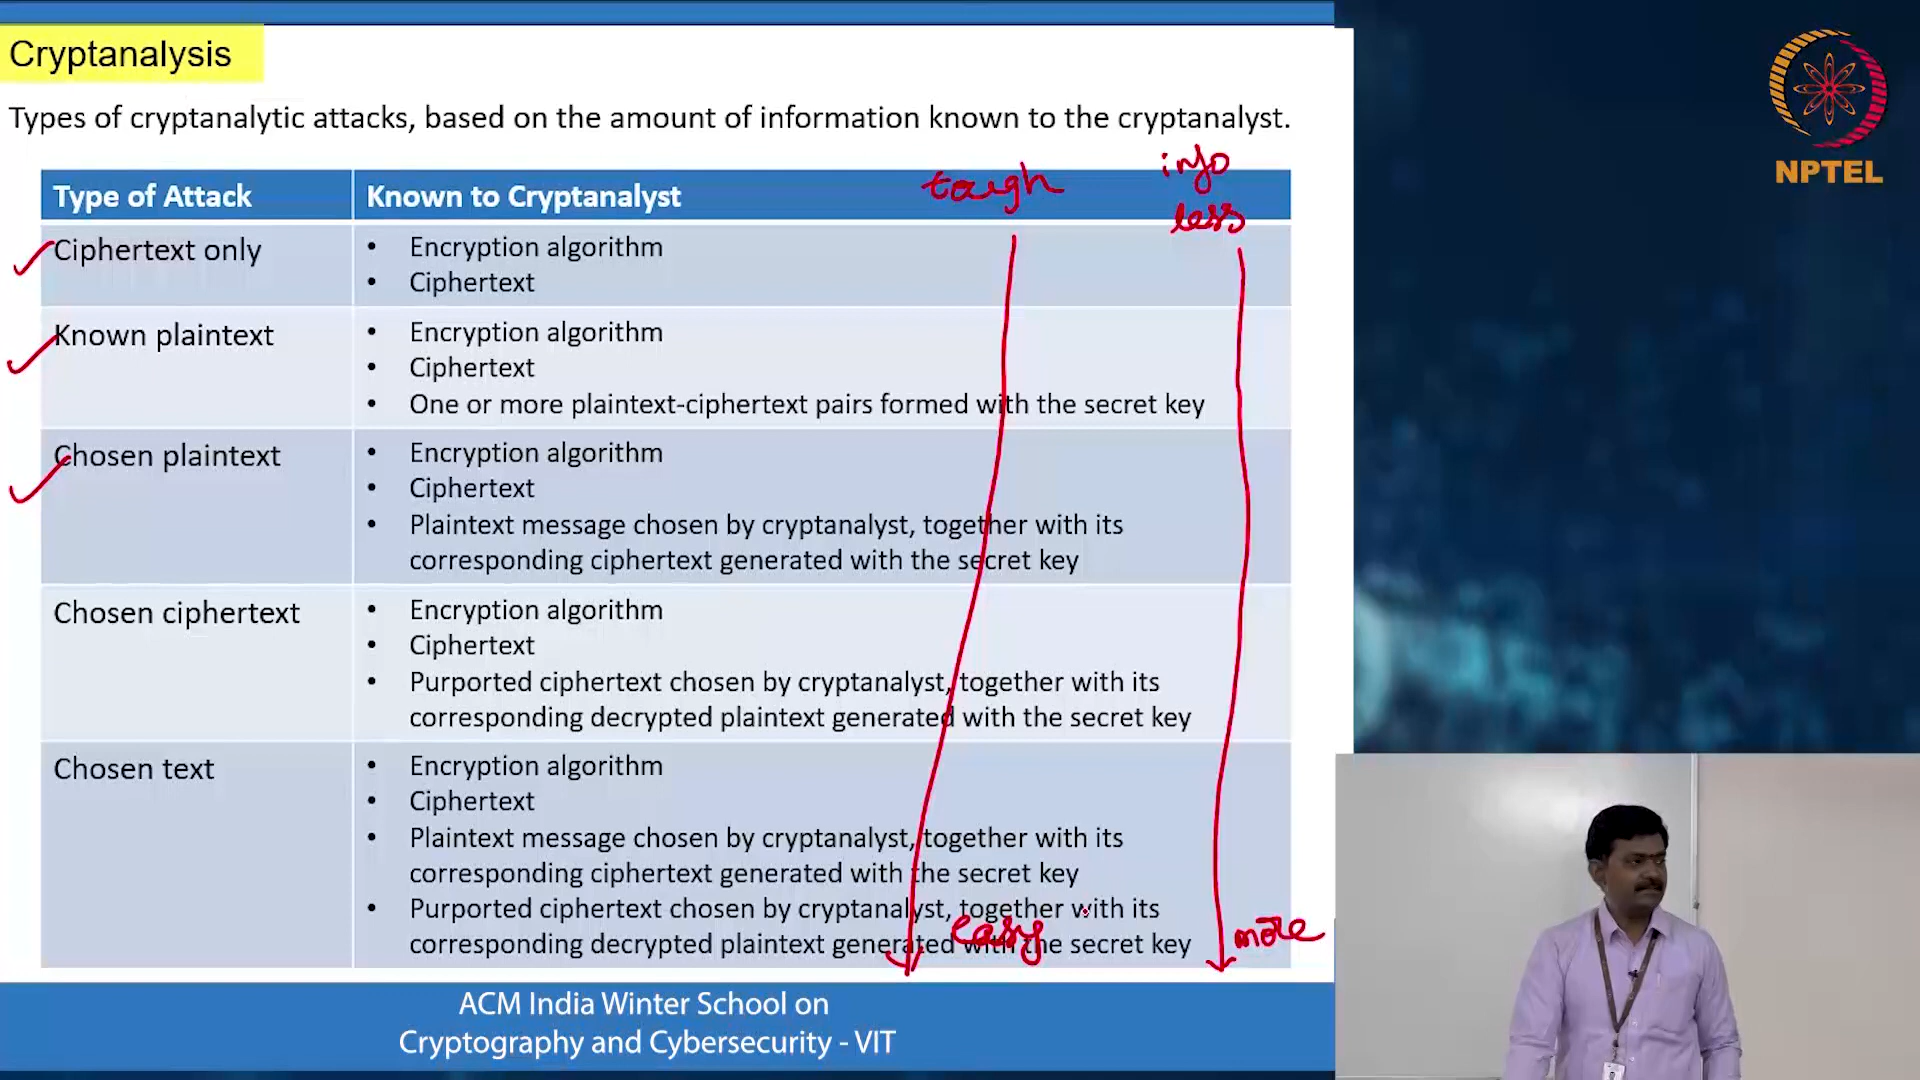 Cryptanalysis
Types of cryptanalytic attacks, based on the amount of information known to the cryptanalyst.
NPTEL
info
less
tough
Type of Attack
Known to Cryptanalyst
Ciphertext only
• Encryption algorithm
• Ciphertext
Known plaintext
• Encryption algorithm
• Ciphertext
• One or more plaintext-ciphertext pairs formed with the secret key
Chosen plaintext
• Encryption algorithm
• Ciphertext
• Plaintext message chosen by cryptanalyst, together with its
corresponding ciphertext generated with the secret key
Chosen ciphertext
• Encryption algorithm
• Ciphertext
• Purported ciphertext chosen by cryptanalyst, together with its
corresponding decrypted plaintext generated with the secret key
Chosen text
• Encryption algorithm
• Ciphertext
• Plaintext message chosen by cryptanalyst, together with its
corresponding ciphertext generated with the secret key
• Purported ciphertext chosen by cryptanalyst, together with its
corresponding decrypted plaintext generated with the secret key
easy
more
ACM India Winter School on
Cryptography and Cybersecurity - VIT